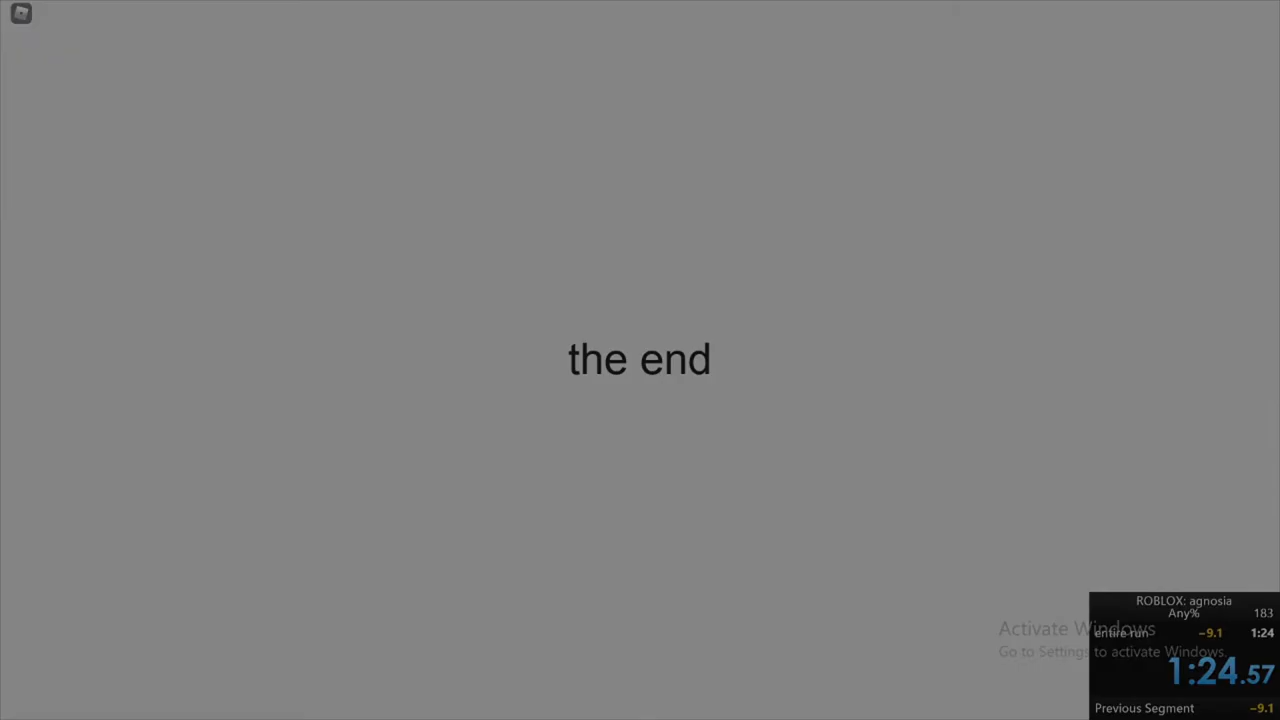 the end
ROBLOX: agnosia
Any% 183
Activate Windows
entire run -9.1 1:24
Go to Settings to activate Windows.
1:24.57
Previous Segment -9.1